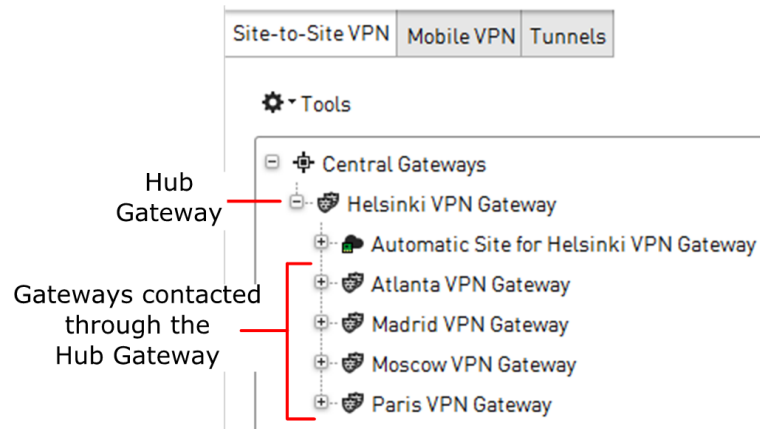 Site-to-Site VPN
Mobile VPN
Tunnels
Tools
Central Gateways
Hub
Gateway
Helsinki VPN Gateway
Automatic Site for Helsinki VPN Gateway
Gateways contacted
through the
Hub Gateway
Atlanta VPN Gateway
Madrid VPN Gateway
Moscow VPN Gateway
Paris VPN Gateway